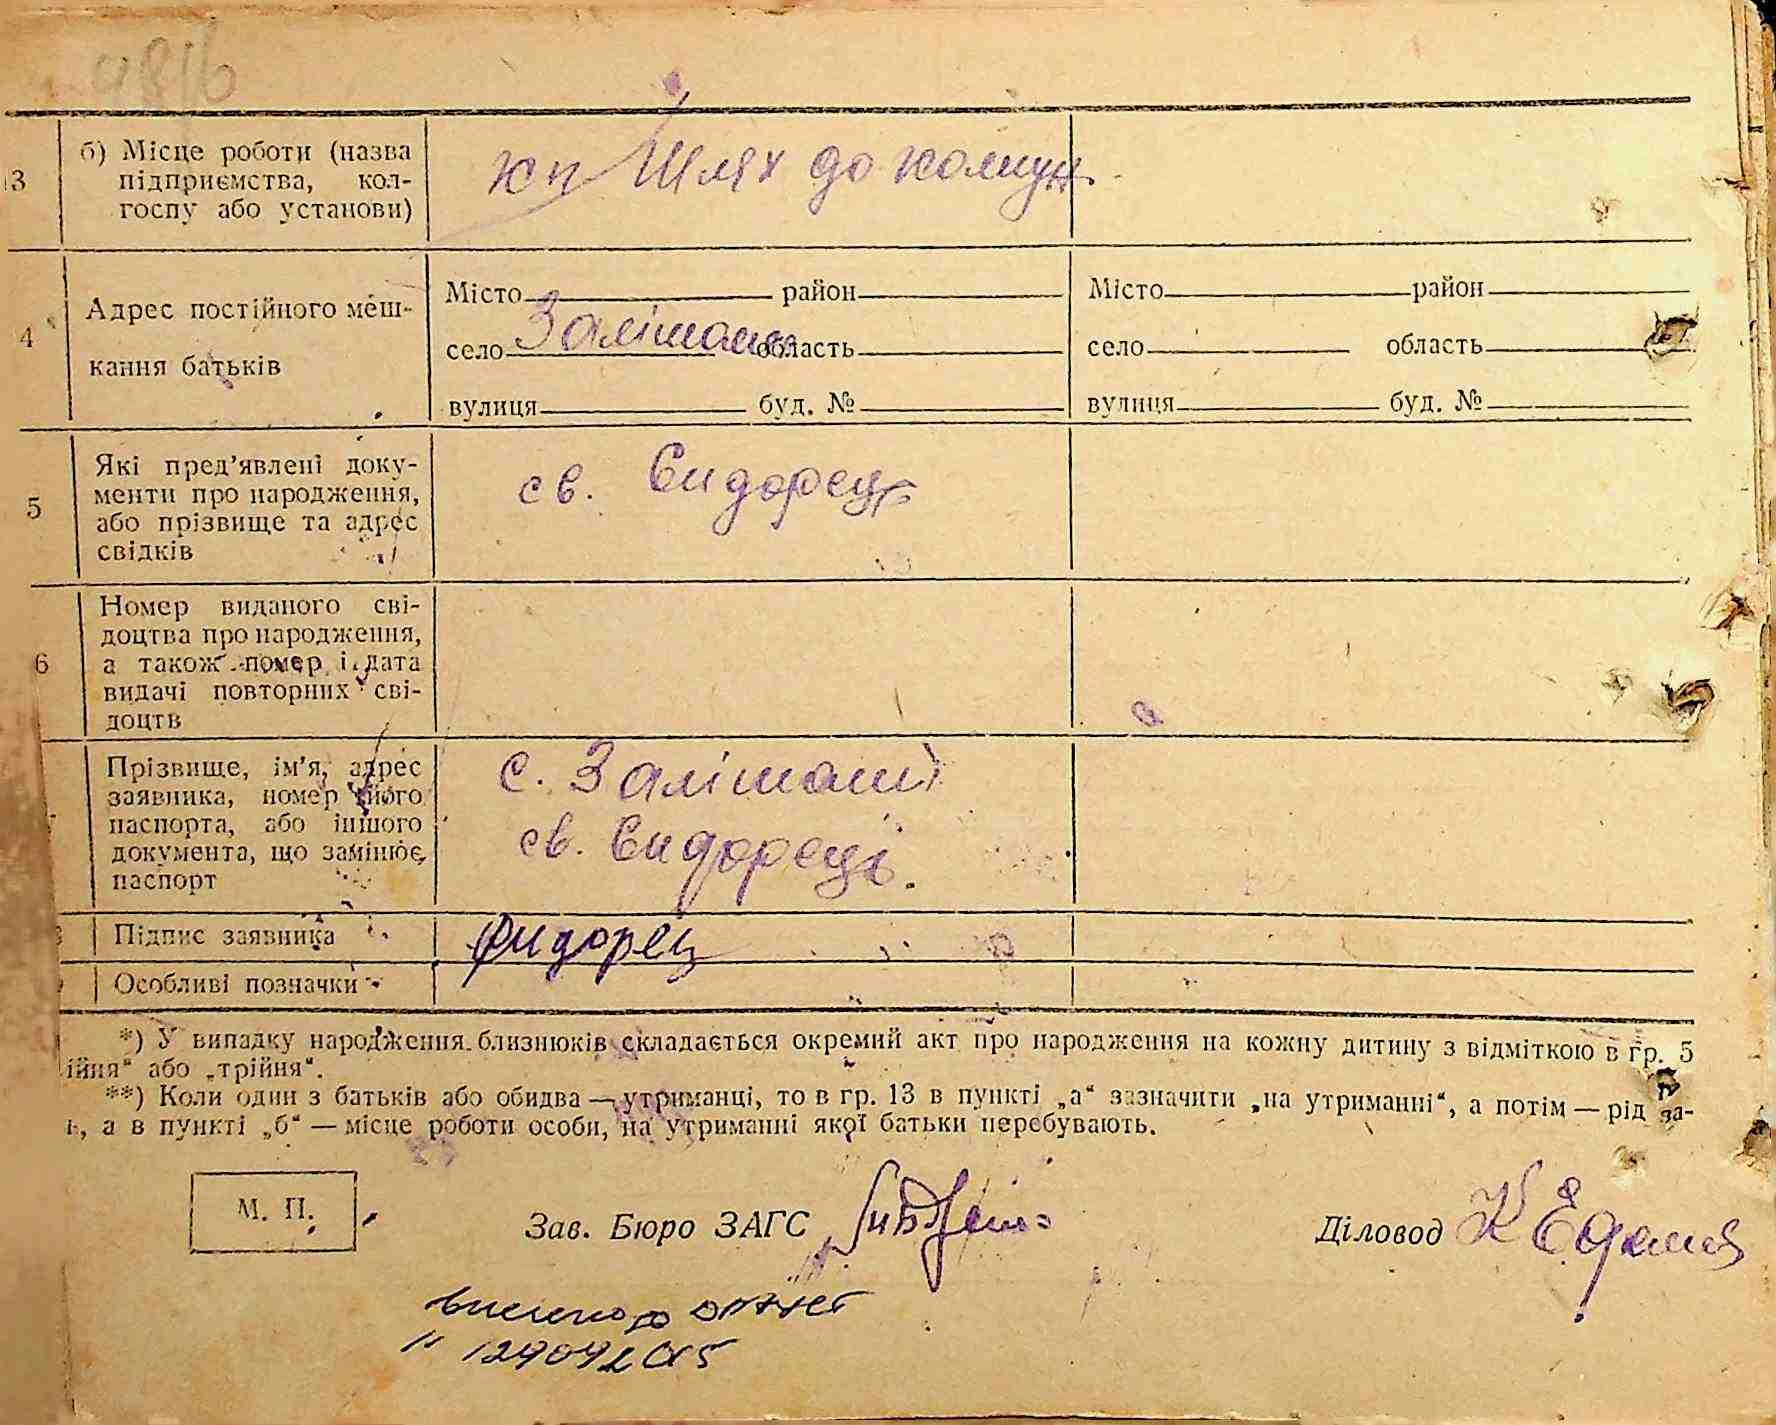 13 б) Місце роботи (назва
підприємства, кол-
госпу або установи)
кп Шлях до комун.
4 Адрес постійного меш-
кання батьків
Місто район Місто район
село Залішани область село область
вулиця буд. № вулиця буд. №
5 Які пред'явлені доку-
менти про народження,
або прізвище та адрес
свідків
св. Сидорець
6 Номер виданого сві-
доцтва про народження,
а також номер і дата
видачі повторних сві-
доцтв
Прізвище, ім'я, адрес
заявника, номер його
паспорта, або іншого
документа, що замінює
паспорт
с. Залішани
св. Сидорець.
Підпис заявника Сидорец
Особливі позначки
*) У випадку народження близнюків складається окремий акт про народження на кожну дитину з відміткою в гр. 5
ійня" або „трійня".
**) Коли один з батьків або обидва — утриманці, то в гр. 13 в пункті „а" зазначити „на утриманні", а потім — рід за-
, а в пункті „б" — місце роботи особи, на утриманні якої батьки перебувають.
М. П.
Зав. Бюро ЗАГС Діловод